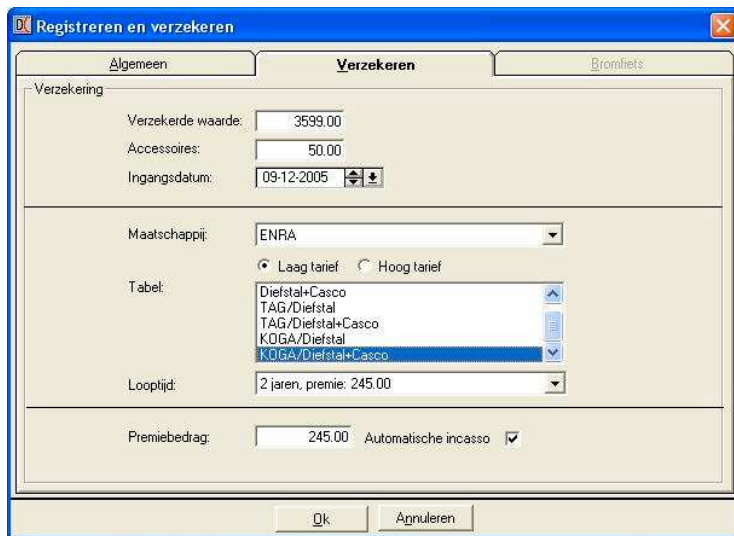 Registreren en verzekeren
Algemeen Verzekeren Bromfiets
Verzekering
Verzekerde waarde: 3599.00
Accessoires: 50.00
Ingangsdatum: 09-12-2005
Maatschappij: ENRA
Laag tarief Hoog tarief
Tabel:
Diefstal+Casco
TAG/Diefstal
TAG/Diefstal+Casco
KOGA/Diefstal
KOGA/Diefstal+Casco
Looptijd: 2 jaren, premie: 245.00
Premiebedrag: 245.00 Automatische incasso
Ok Annuleren